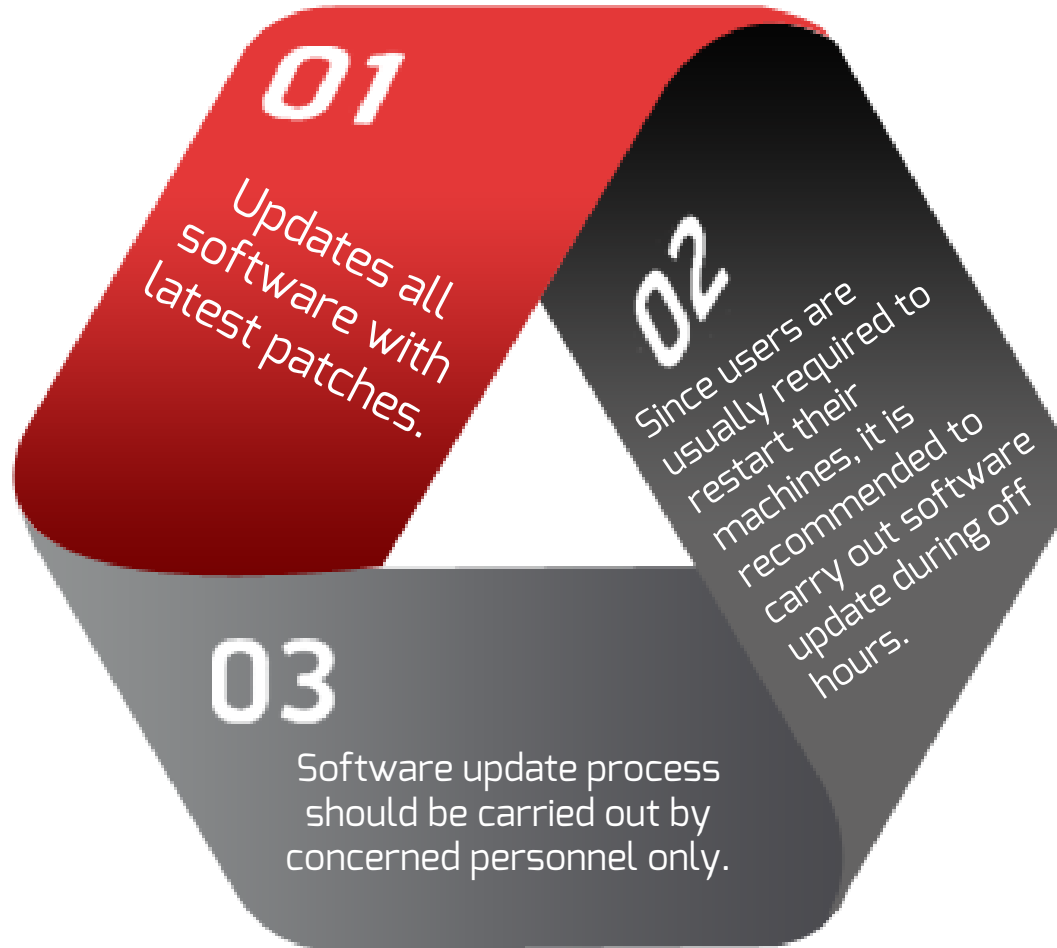 01
Updates all
software with
latest patches.
02
Since users are
usually required to
restart their
machines, it is
recommended to
carry out software
update during off
hours.
03
Software update process
should be carried out by
concerned personnel only.